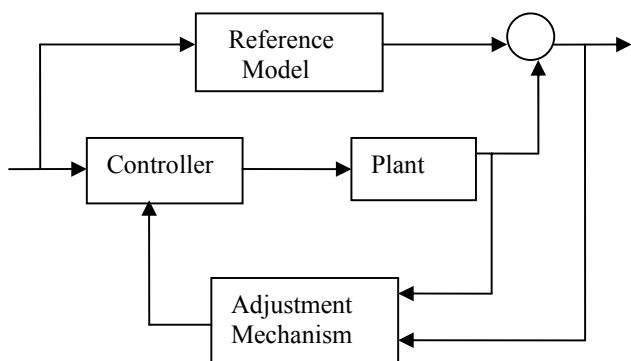 Reference
Model
Controller
Plant
Adjustment
Mechanism